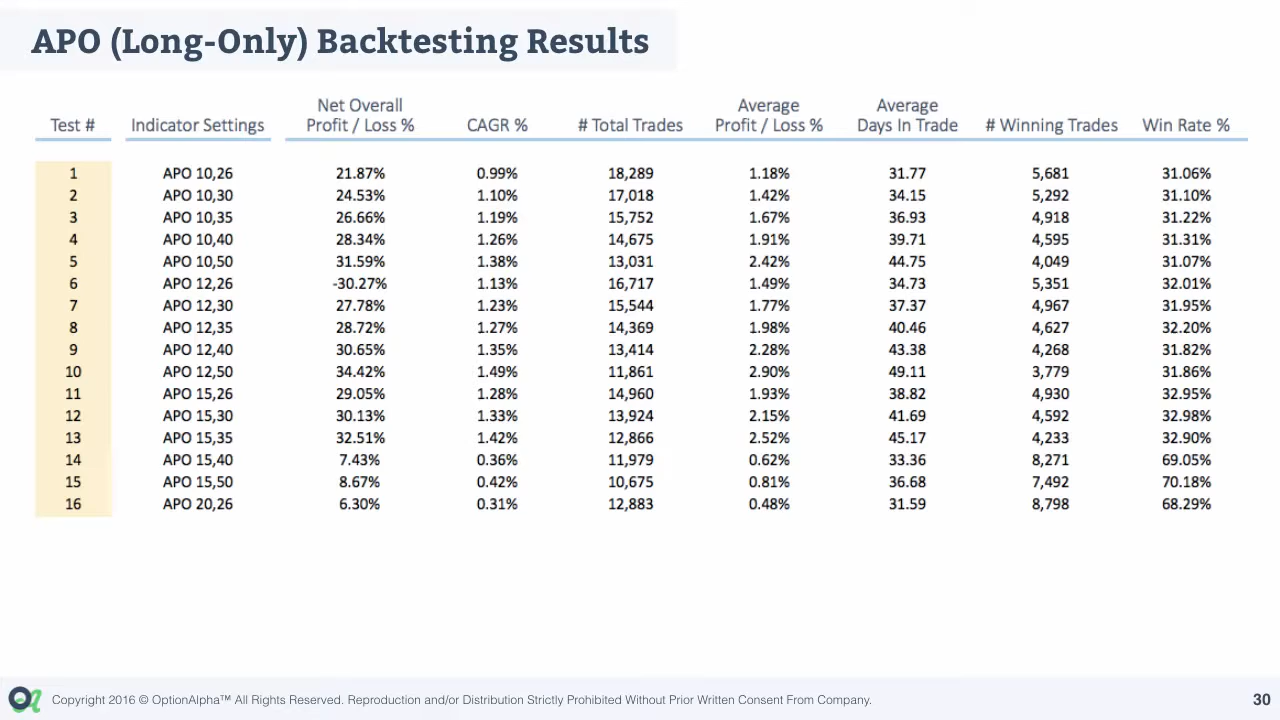 APO (Long-Only) Backtesting Results
Net Overall Average Average
Test # Indicator Settings Profit / Loss % CAGR % # Total Trades Profit / Loss % Days In Trade # Winning Trades Win Rate %
1 APO 10,26 21.87% 0.99% 18,289 1.18% 31.77 5,681 31.06%
2 APO 10,30 24.53% 1.10% 17,018 1.42% 34.15 5,292 31.10%
3 APO 10,35 26.66% 1.19% 15,752 1.67% 36.93 4,918 31.22%
4 APO 10,40 28.34% 1.26% 14,675 1.91% 39.71 4,595 31.31%
5 APO 10,50 31.59% 1.38% 13,031 2.42% 44.75 4,049 31.07%
6 APO 12,26 -30.27% 1.13% 16,717 1.49% 34.73 5,351 32.01%
7 APO 12,30 27.78% 1.23% 15,544 1.77% 37.37 4,967 31.95%
8 APO 12,35 28.72% 1.27% 14,369 1.98% 40.46 4,627 32.20%
9 APO 12,40 30.65% 1.35% 13,414 2.28% 43.38 4,268 31.82%
10 APO 12,50 34.42% 1.49% 11,861 2.90% 49.11 3,779 31.86%
11 APO 15,26 29.05% 1.28% 14,960 1.93% 38.82 4,930 32.95%
12 APO 15,30 30.13% 1.33% 13,924 2.15% 41.69 4,592 32.98%
13 APO 15,35 32.51% 1.42% 12,866 2.52% 45.17 4,233 32.90%
14 APO 15,40 7.43% 0.36% 11,979 0.62% 33.36 8,271 69.05%
15 APO 15,50 8.67% 0.42% 10,675 0.81% 36.68 7,492 70.18%
16 APO 20,26 6.30% 0.31% 12,883 0.48% 31.59 8,798 68.29%
Copyright 2016 © OptionAlpha™ All Rights Reserved. Reproduction and/or Distribution Strictly Prohibited Without Prior Written Consent From Company. 30